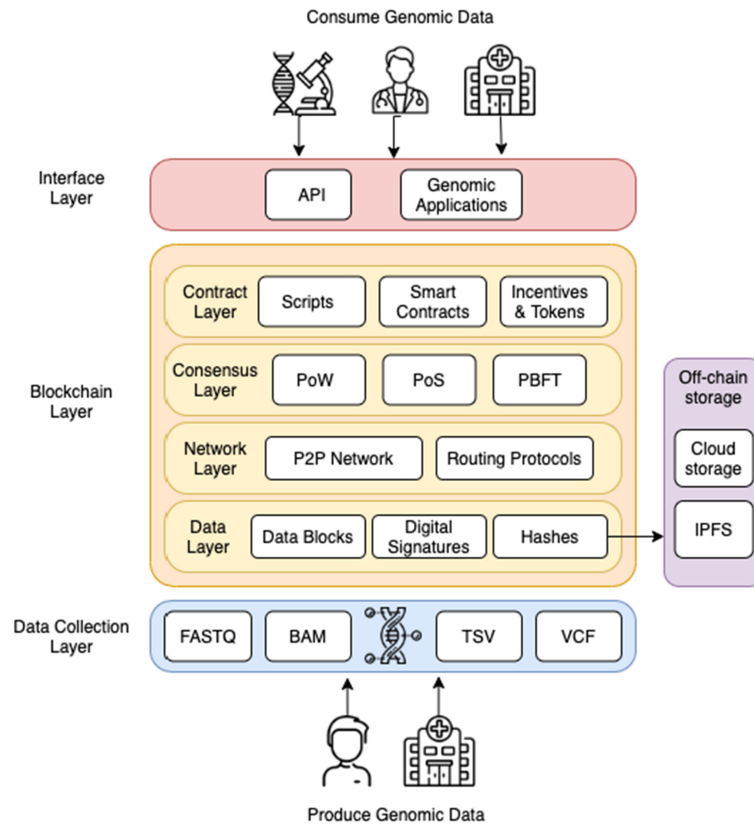 Consume Genomic Data
Interface
Layer
API
Genomic
Applications
Blockchain
Layer
Contract
Layer
Scripts
Smart
Contracts
Incentives
& Tokens
Consensus
Layer
PoW
PoS
PBFT
Network
Layer
P2P Network
Routing Protocols
Data
Layer
Data Blocks
Digital
Signatures
Hashes
Off-chain
storage
Cloud
storage
IPFS
Data Collection
Layer
FASTQ
BAM
TSV
VCF
Produce Genomic Data